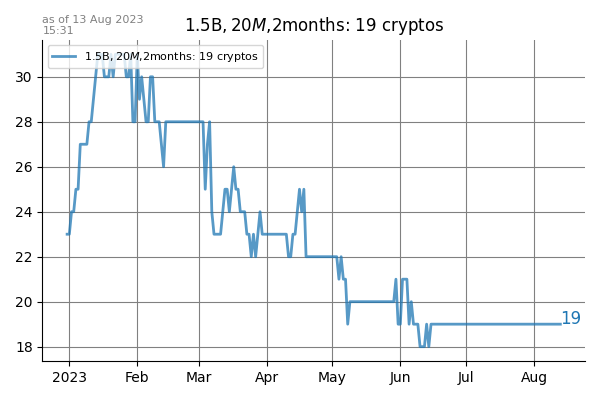 as of 13 Aug 2023
15:31
1.5B, 20M,2months: 19 cryptos
1.5B, 20M,2months: 19 cryptos
30
28
26
24
22
20
18
19
2023 Feb Mar Apr May Jun Jul Aug